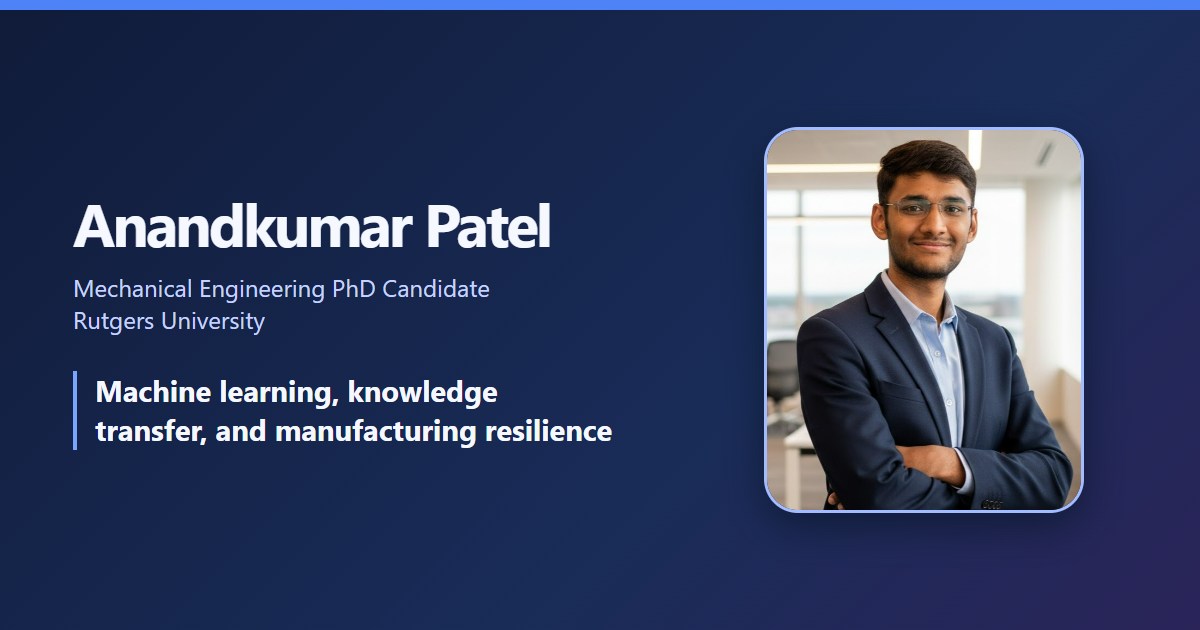 Anandkumar Patel
Mechanical Engineering PhD Candidate
Rutgers University
Machine learning, knowledge
transfer, and manufacturing resilience